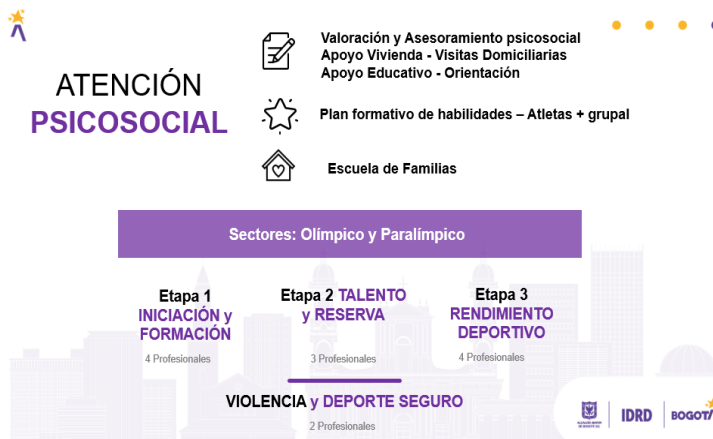 ATENCIÓN
PSICOSOCIAL
Valoración y Asesoramiento psicosocial
Apoyo Vivienda - Visitas Domiciliarias
Apoyo Educativo - Orientación
Plan formativo de habilidades – Atletas + grupal
Escuela de Familias
Sectores: Olímpico y Paralímpico
Etapa 1
INICIACIÓN y
FORMACIÓN
4 Profesionales
Etapa 2 TALENTO
y RESERVA
3 Profesionales
Etapa 3
RENDIMIENTO
DEPORTIVO
4 Profesionales
VIOLENCIA y DEPORTE SEGURO
2 Profesionales
IDRD
BOGOTÁ